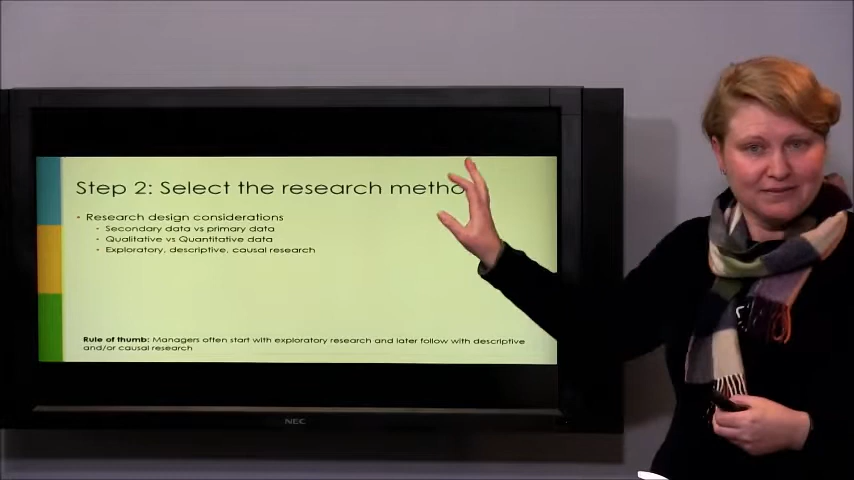 Step 2: Select the research metho
• Research design considerations
• Secondary data vs primary data
• Qualitative vs Quantitative data
• Exploratory, descriptive, causal research
Rule of thumb: Managers often start with exploratory research and later follow with descriptive
and/or causal research
NEC